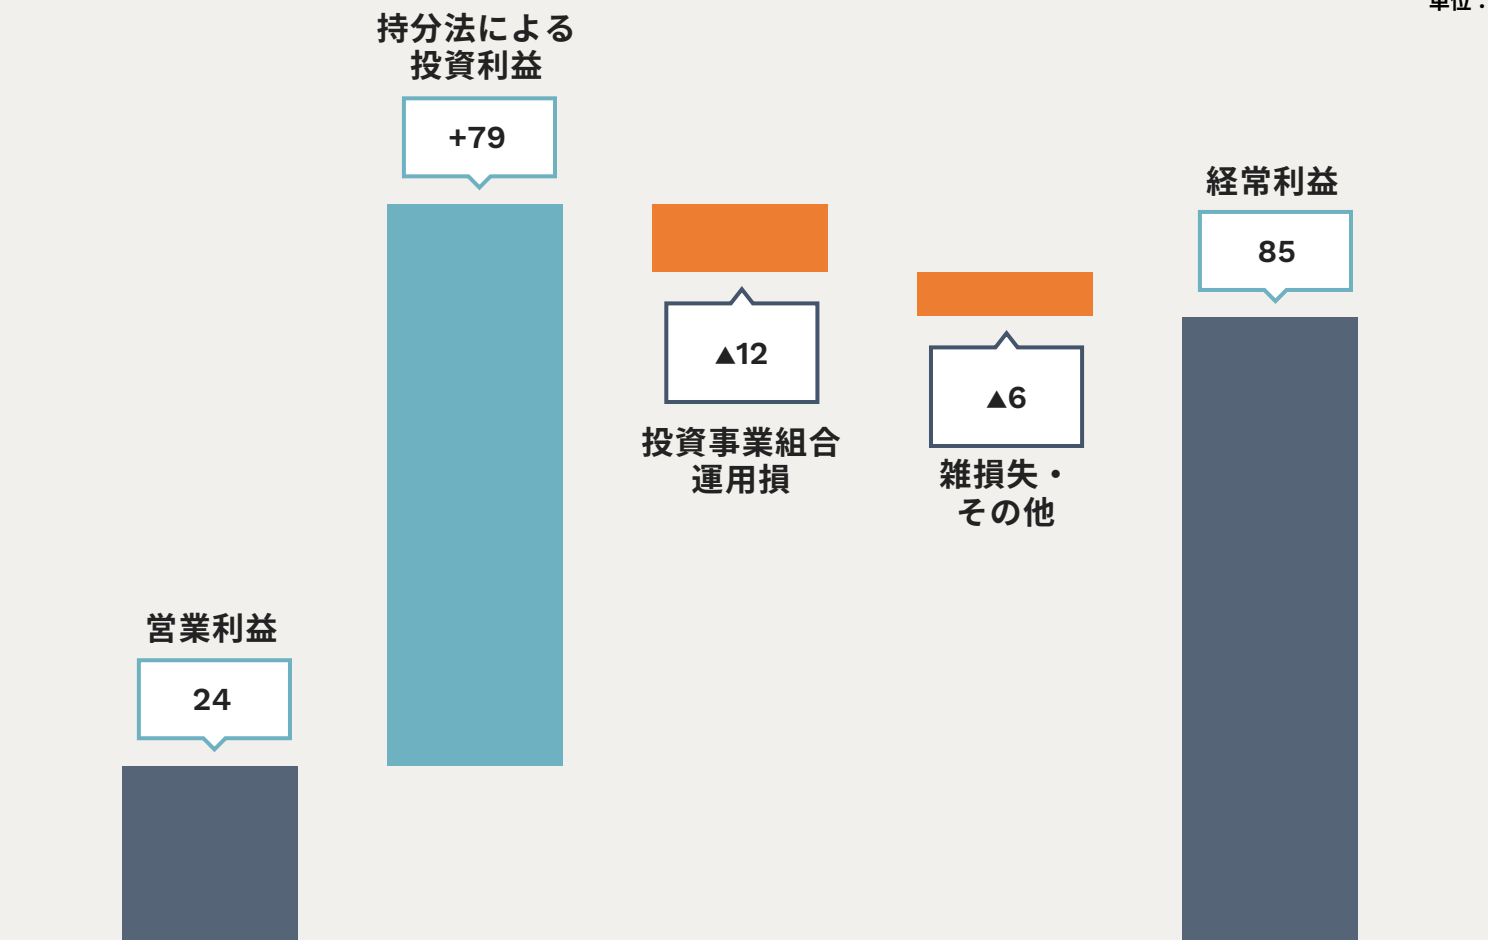 単位：
持分法による
投資利益
+79
経常利益
85
▲12
投資事業組合
運用損
▲6
雑損失・
その他
営業利益
24